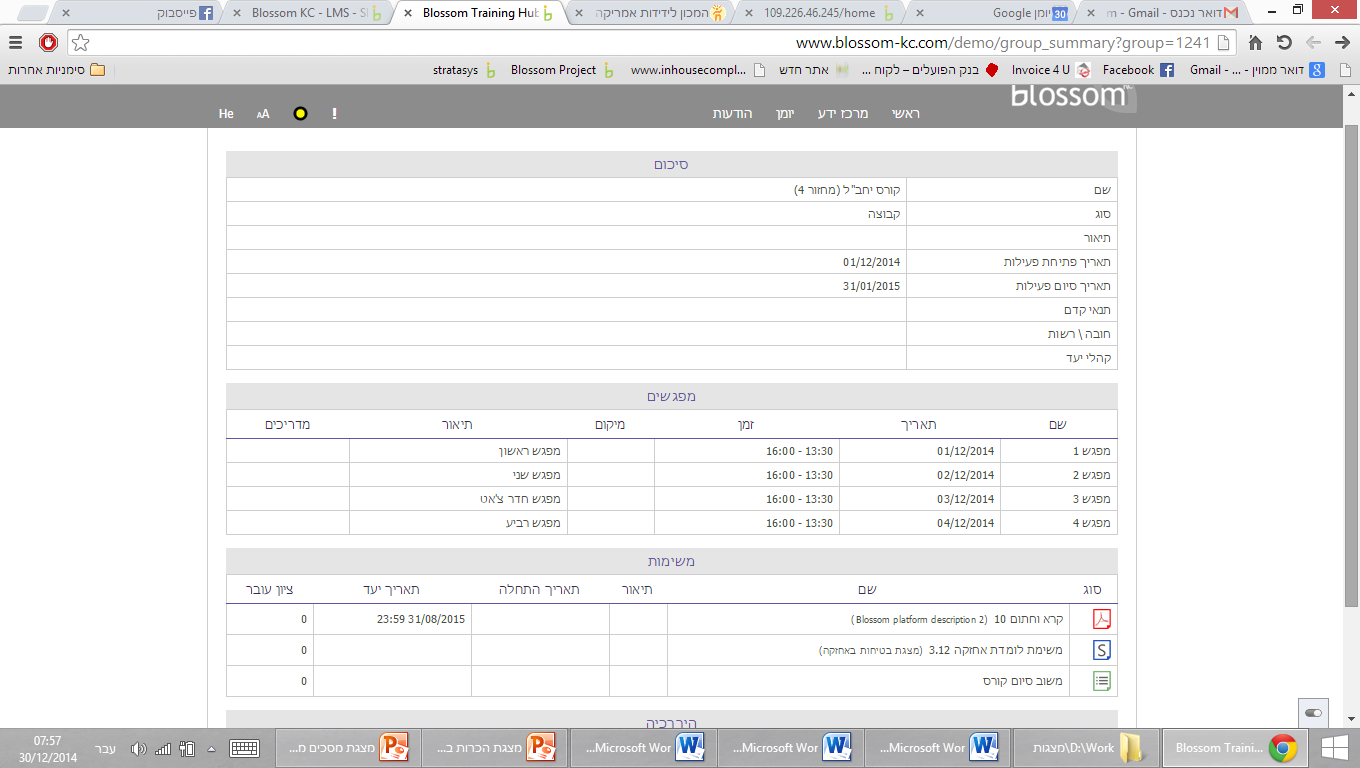 דואר נכנס - m - Gmail
יומן Google
109.226.46.245/home
המכון לידידות אמריקה
Blossom Training Hub
Blossom KC - LMS - Sl
פייסבוק
www.blossom-kc.com/demo/group_summary?group=1241
דואר ממוין - ... - Gmail
Facebook
Invoice 4 U
בנק הפועלים – לקוח ...
אתר חדש
www.inhousecompl...
Blossom Project
stratasys
סימניות אחרות
blossom
ראשי
מרכז ידע
יומן
הודעות
!
AA
He
סיכום
שם קורס יחב"ל (מחזור 4)
סוג קבוצה
תיאור
תאריך פתיחת פעילות 01/12/2014
תאריך סיום פעילות 31/01/2015
תנאי קדם
חובה \ רשות
קהלי יעד
מפגשים
שם תאריך זמן מיקום תיאור מדריכים
מפגש 1 01/12/2014 13:30 - 16:00 מפגש ראשון
מפגש 2 02/12/2014 13:30 - 16:00 מפגש שני
מפגש 3 03/12/2014 13:30 - 16:00 מפגש חדר צ'אט
מפגש 4 04/12/2014 13:30 - 16:00 מפגש רביע
משימות
סוג שם תיאור תאריך התחלה תאריך יעד ציון עובר
קרא וחתום 10 (Blossom platform description 2) 31/08/2015 23:59 0
משימת לומדת אחזקה 3.12 (מצגת בטיחות באחזקה) 0
משוב סיום קורס 0
היררכיה
Blossom Traini...
D:\Work\מצגות
Microsoft Wor...
Microsoft Wor...
Microsoft Wor...
מצגת הכרות ב...
מצגת מסכים מ...
עבר
07:57
30/12/2014